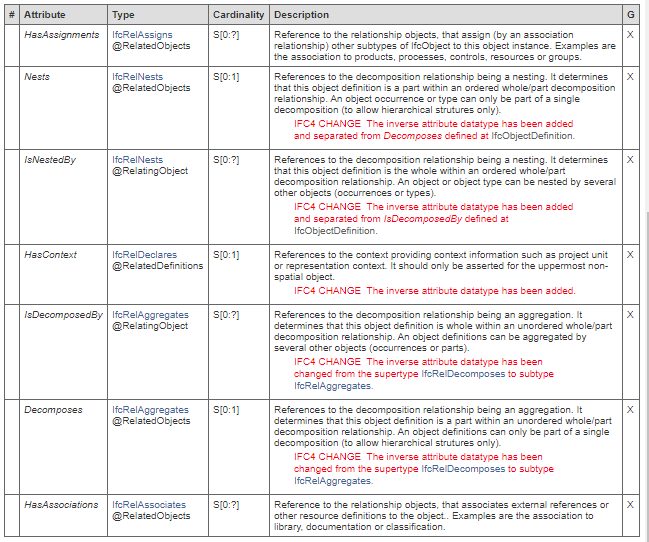 # Attribute Type Cardinality Description G
HasAssignments IfcRelAssigns @RelatedObjects S[0:?] Reference to the relationship objects, that assign (by an association
relationship) other subtypes of IfcObject to this object instance. Examples are
the association to products, processes, controls, resources or groups. X
Nests IfcRelNests @RelatedObjects S[0:1] References to the decomposition relationship being a nesting. It determines
that this object definition is a part within an ordered whole/part decomposition
relationship. An object occurrence or type can only be part of a single
decomposition (to allow hierarchical strutures only). X
IFC4 CHANGE The inverse attribute datatype has been added
and separated from Decomposes defined at IfcObjectDefinition.
IsNestedBy IfcRelNests @RelatingObject S[0:?] References to the decomposition relationship being a nesting. It determines
that this object definition is the whole within an ordered whole/part
decomposition relationship. An object or object type can be nested by several
other objects (occurrences or types). X
IFC4 CHANGE The inverse attribute datatype has been added
and separated from IsDecomposedBy defined at
IfcObjectDefinition.
HasContext IfcRelDeclares @RelatedDefinitions S[0:1] References to the context providing context information such as project unit
or representation context. It should only be asserted for the uppermost non-
spatial object. X
IFC4 CHANGE The inverse attribute datatype has been added.
IsDecomposedBy IfcRelAggregates @RelatingObject S[0:?] References to the decomposition relationship being an aggregation. It
determines that this object definition is whole within an unordered whole/part
decomposition relationship. An object definitions can be aggregated by
several other objects (occurrences or parts). X
IFC4 CHANGE The inverse attribute datatype has been
changed from the supertype IfcRelDecomposes to subtype
IfcRelAggregates.
Decomposes IfcRelAggregates @RelatedObjects S[0:1] References to the decomposition relationship being an aggregation. It
determines that this object definition is a part within an unordered whole/part
decomposition relationship. An object definitions can only be part of a single
decomposition (to allow hierarchical strutures only). X
IFC4 CHANGE The inverse attribute datatype has been
changed from the supertype IfcRelDecomposes to subtype
IfcRelAggregates.
HasAssociations IfcRelAssociates @RelatedObjects S[0:?] Reference to the relationship objects, that associates external references or
other resource definitions to the object.. Examples are the association to
library, documentation or classification. X